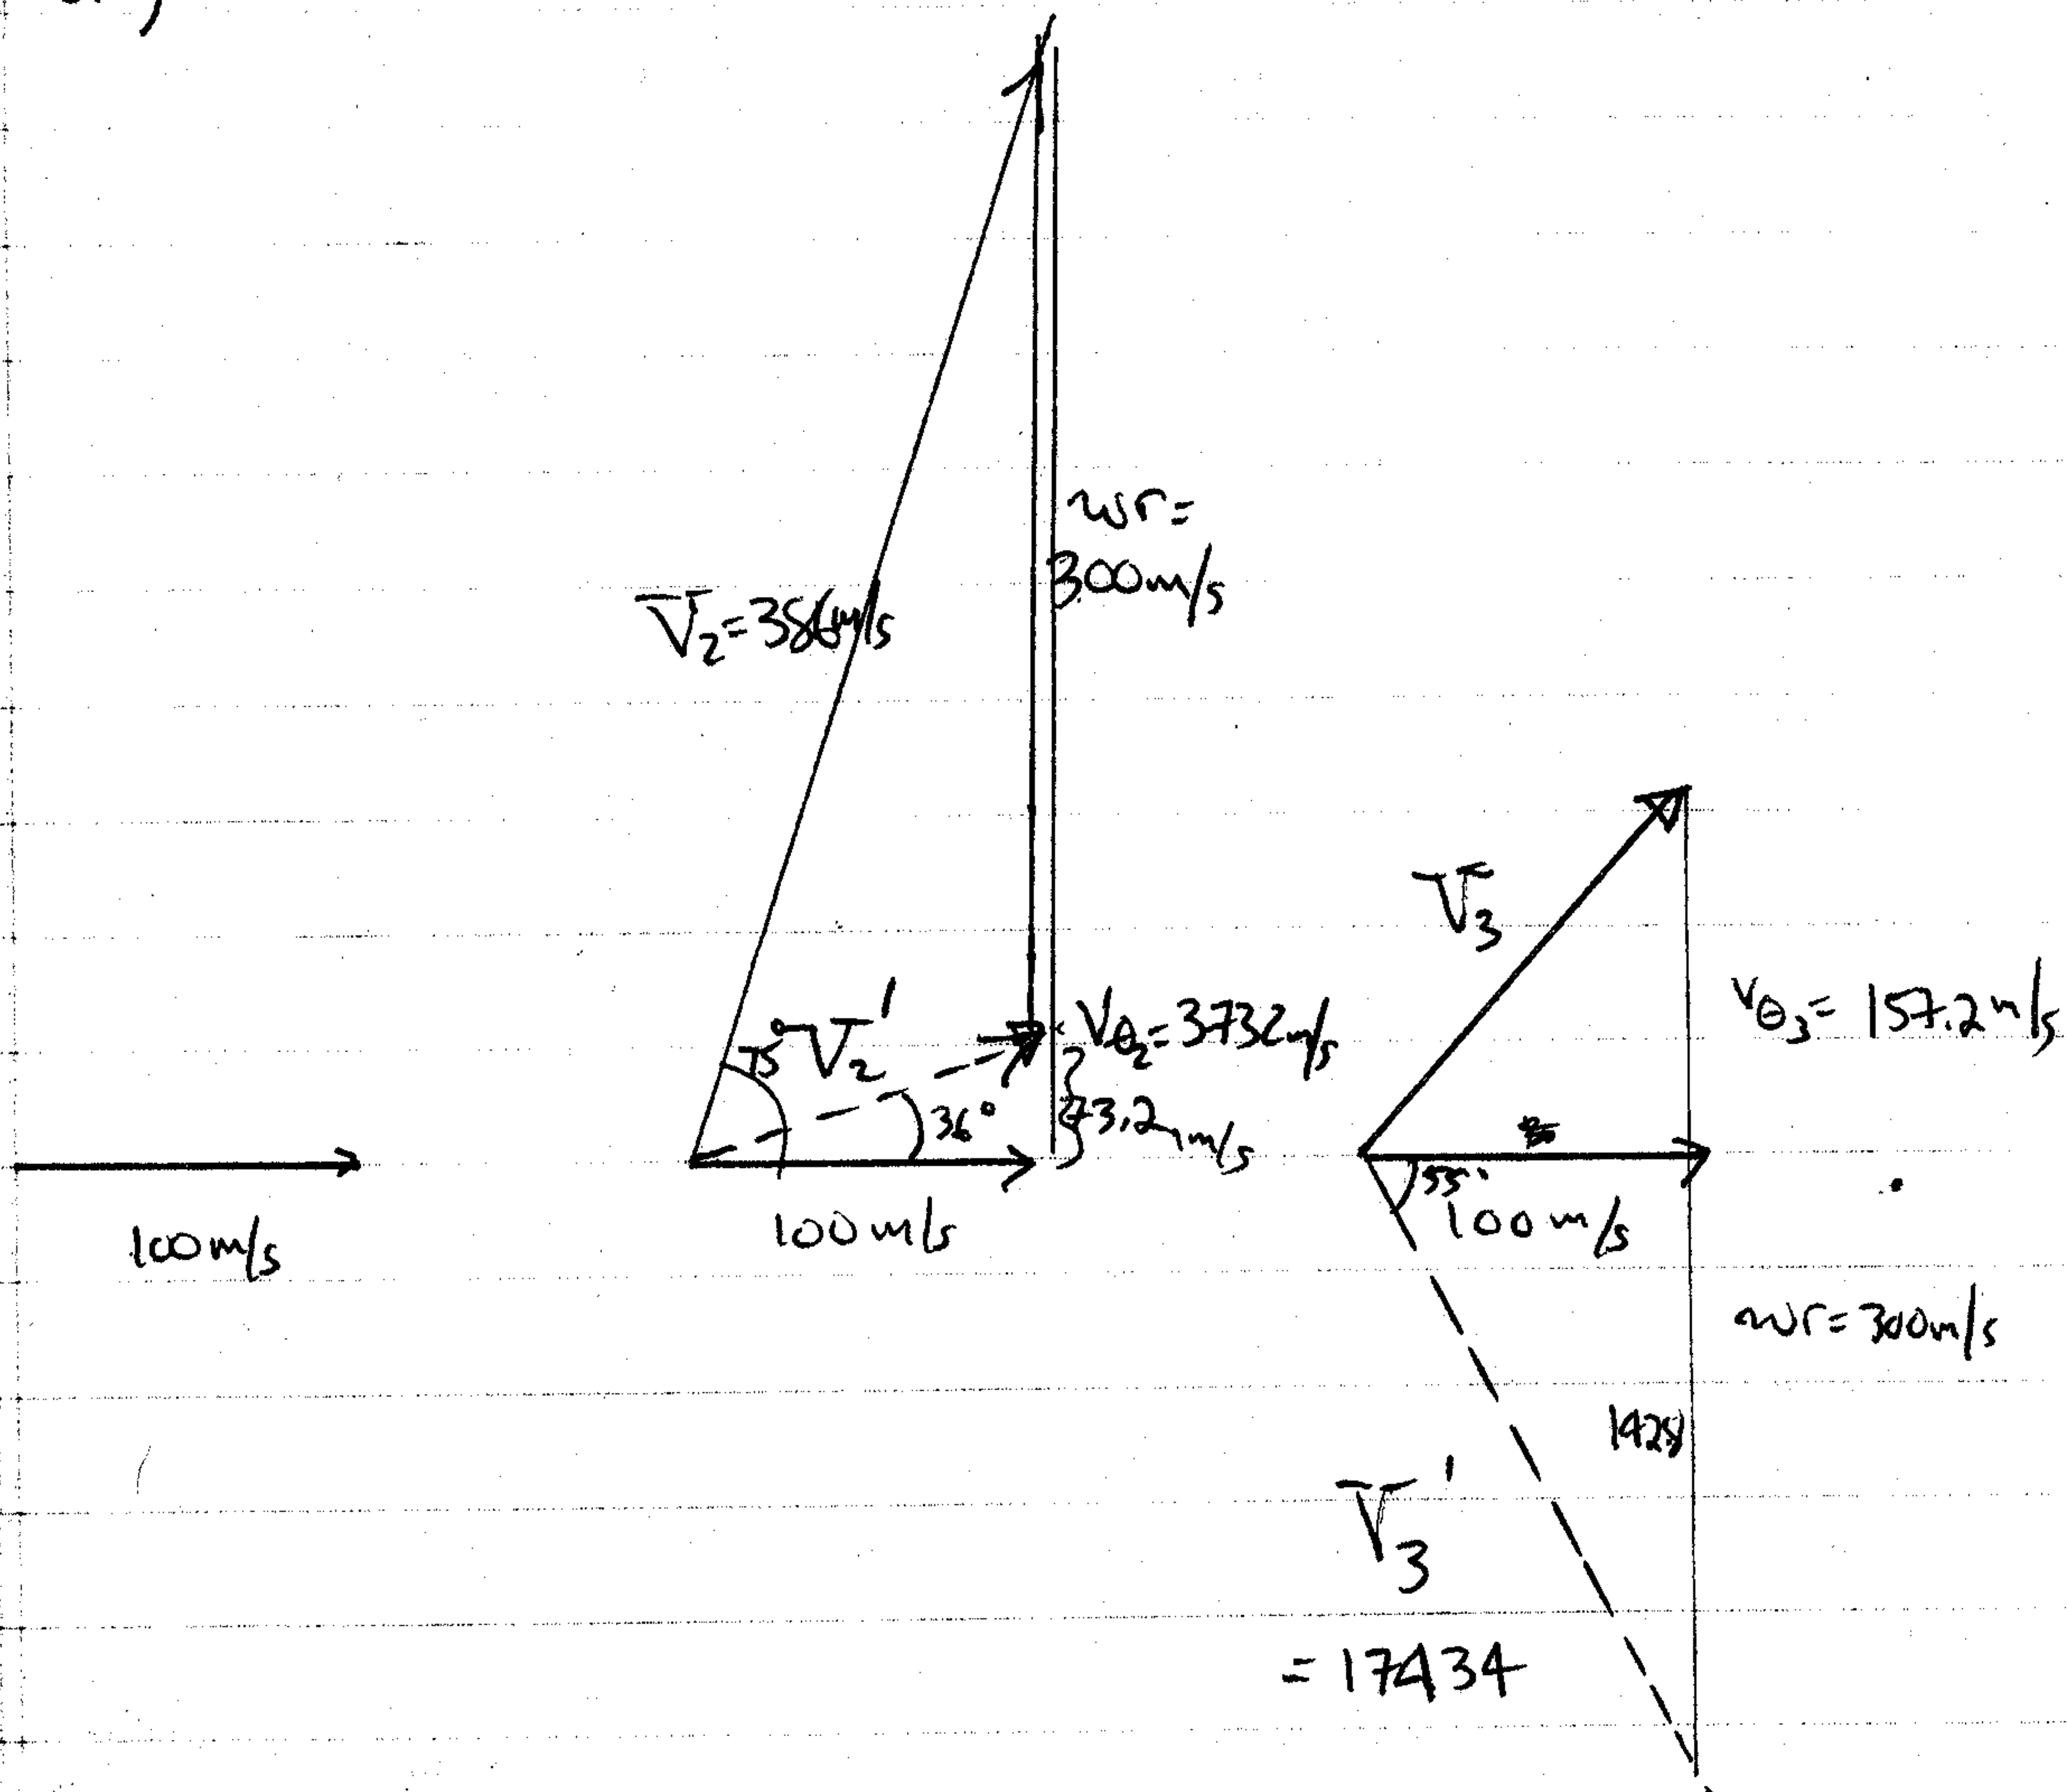 ωr=
300m/s
V₂=386m/s
V₃
V₂'
75°
Vθ₂=373.2m/s
vθ₃= 157.2m/s
36°
73.2m/s
55°
100m/s
100m/s
100m/s
ωr=300m/s
142.8
V₃'
= 174.34